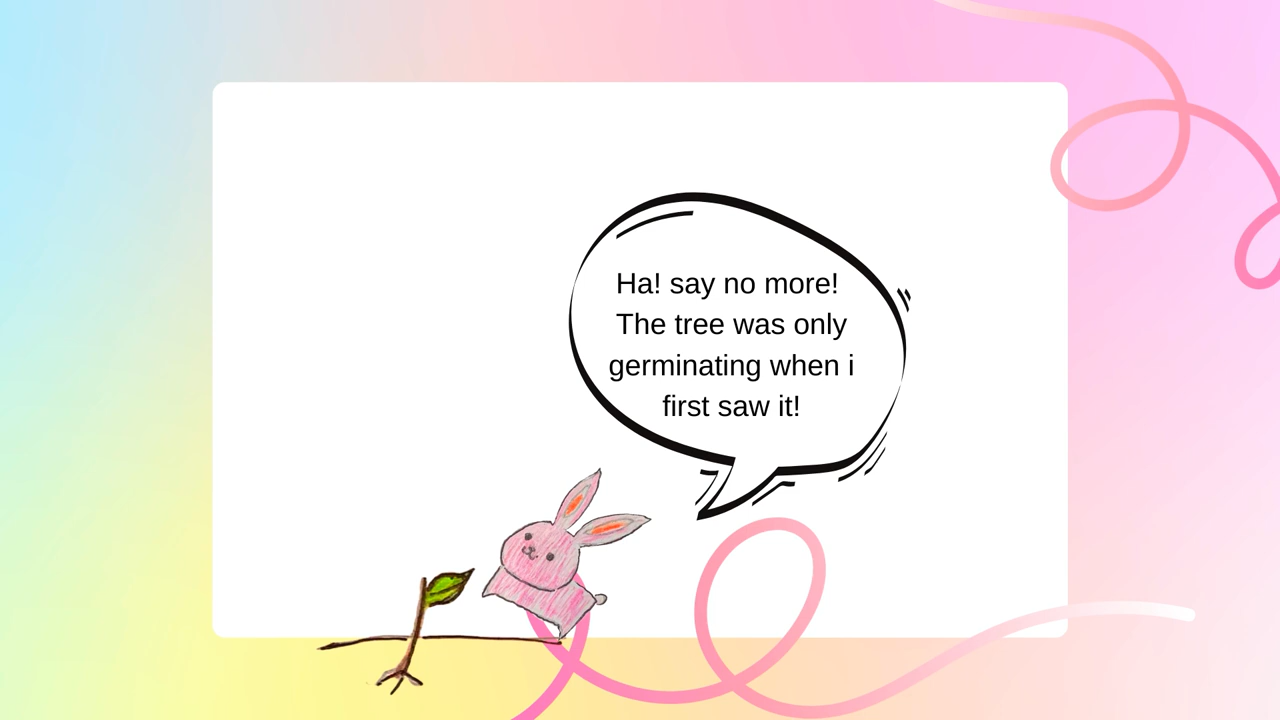 Ha! say no more!
The tree was only
germinating when i
first saw it!